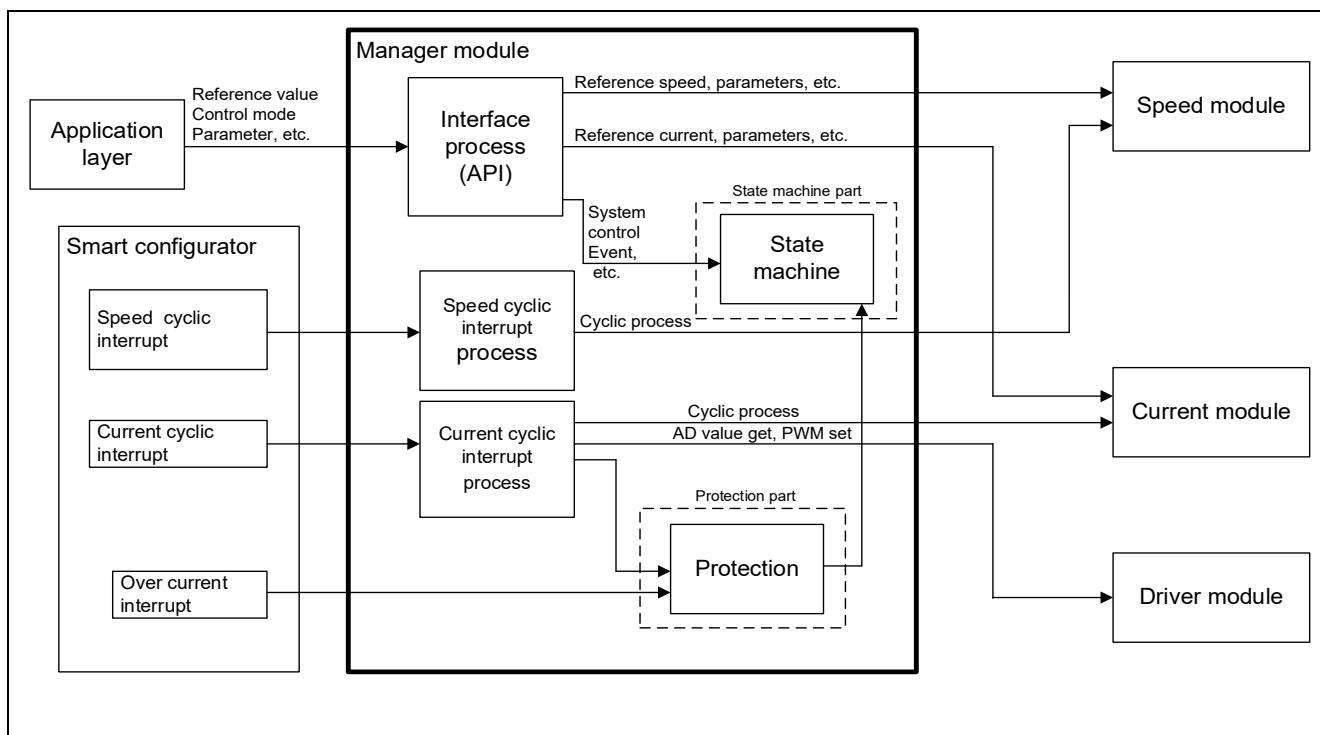 Manager module
Reference value
Control mode
Parameter, etc.
Application
layer
Interface
process
(API)
Reference speed, parameters, etc.
Reference current, parameters, etc.
Speed module
State machine part
System
control
Event,
etc.
State
machine
Smart configurator
Speed cyclic
interrupt
Speed cyclic
interrupt
process
Cyclic process
Current cyclic
interrupt
Current cyclic
interrupt
process
Cyclic process
AD value get, PWM set
Current module
Protection part
Protection
Over current
interrupt
Driver module